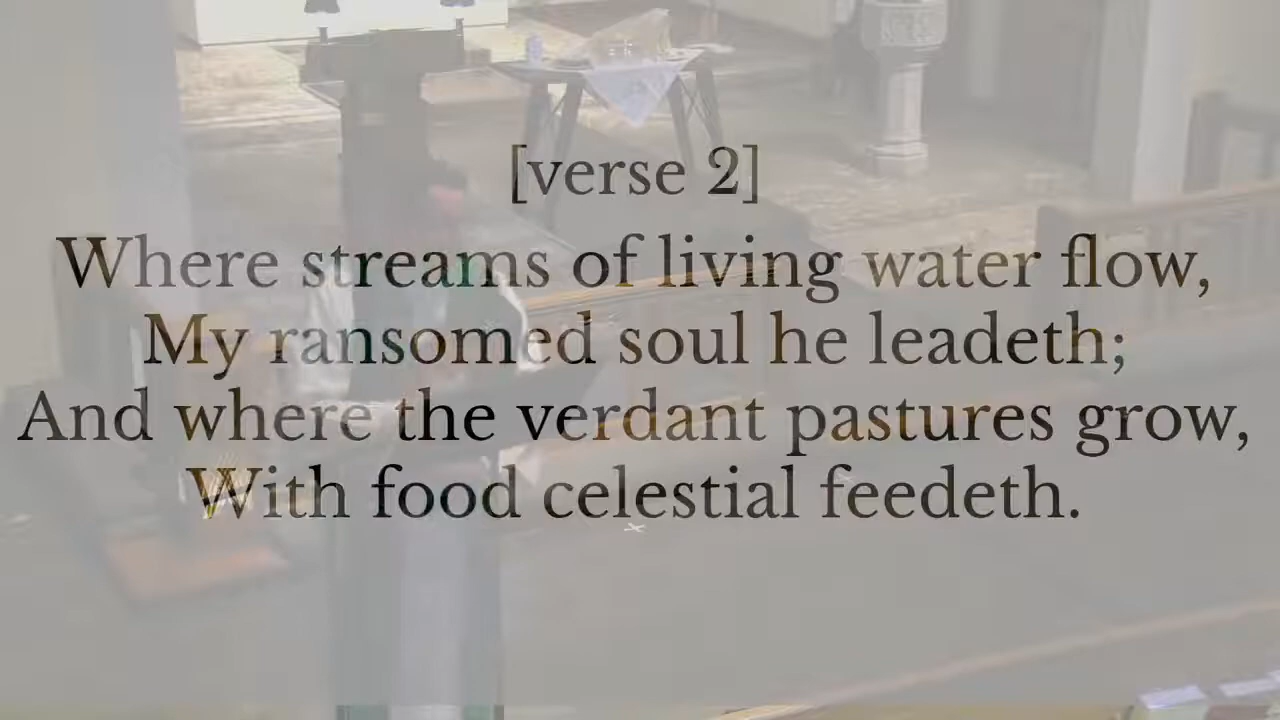 [verse 2]
Where streams of living water flow,
My ransomed soul he leadeth;
And where the verdant pastures grow,
With food celestial feedeth.